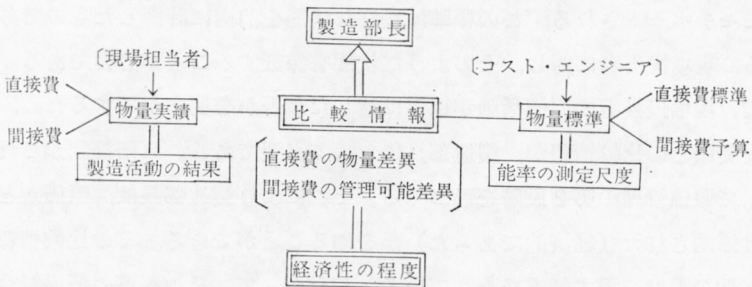 製造部長
〔現場担当者〕
〔コスト・エンジニア〕
直接費
間接費
物量実績
比較情報
物量標準
直接費標準
間接費予算
製造活動の結果
直接費の物量差異
間接費の管理可能差異
能率の測定尺度
経済性の程度